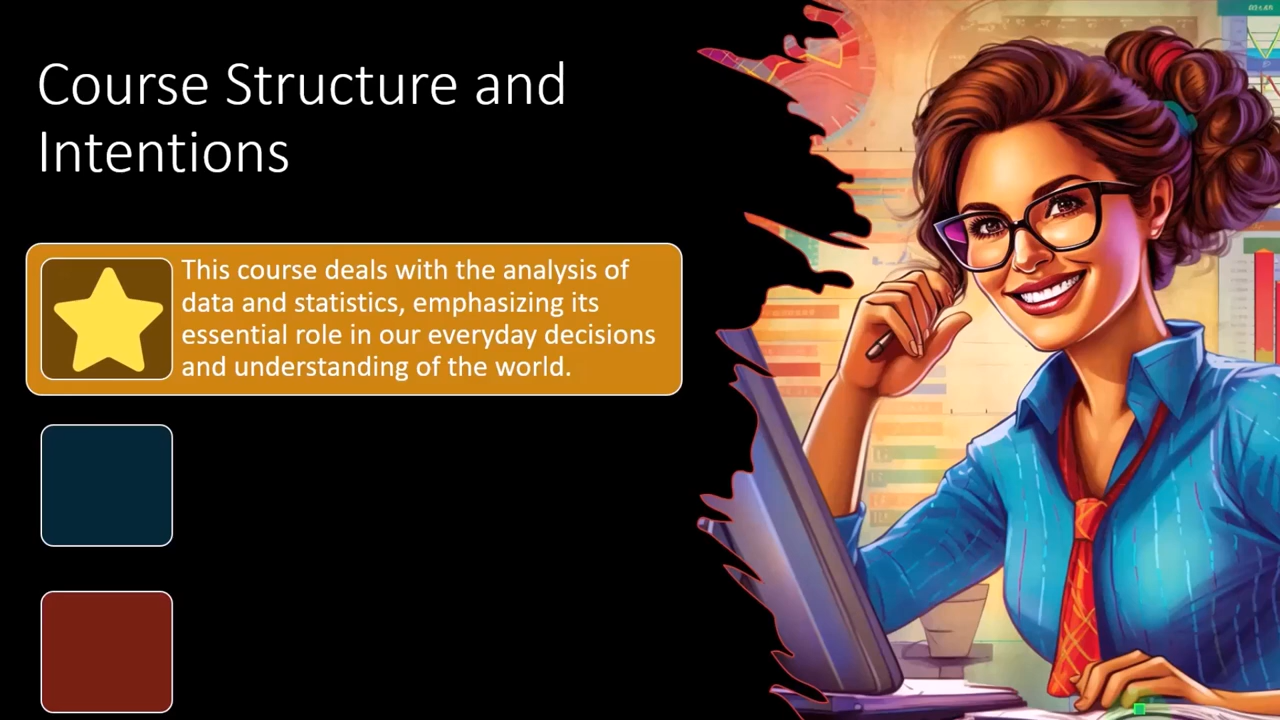 Course Structure and
Intentions
This course deals with the analysis of
data and statistics, emphasizing its
essential role in our everyday decisions
and understanding of the world.